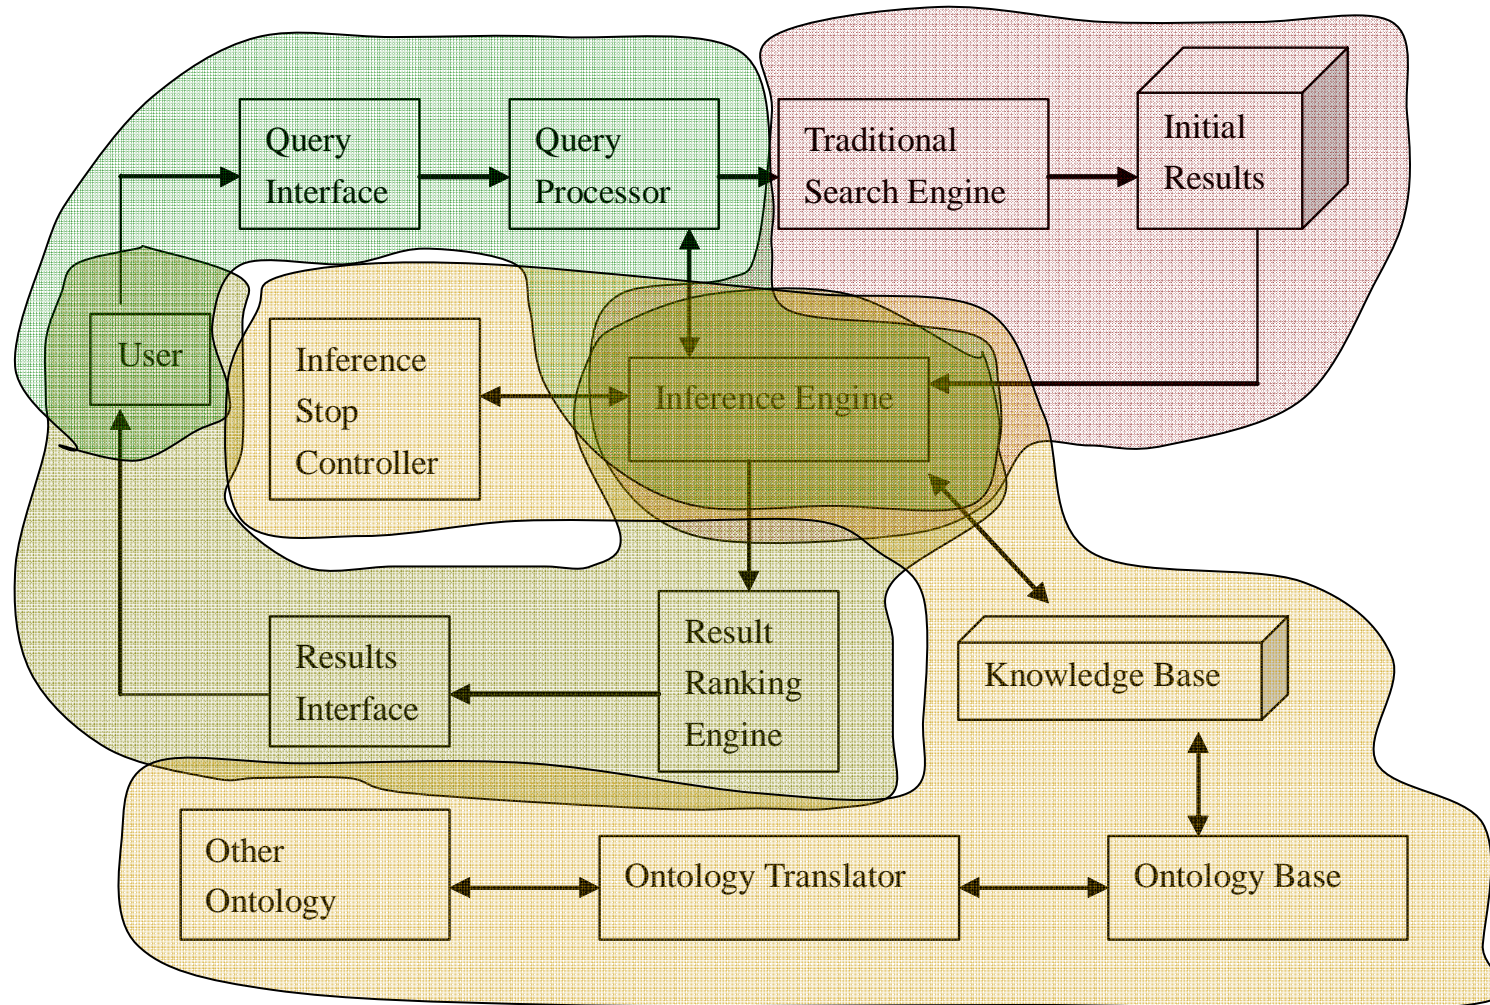 Query
Interface
Query
Processor
Traditional
Search Engine
Initial
Results
User
Inference
Stop
Controller
Inference Engine
Results
Interface
Result
Ranking
Engine
Knowledge Base
Other
Ontology
Ontology Translator
Ontology Base